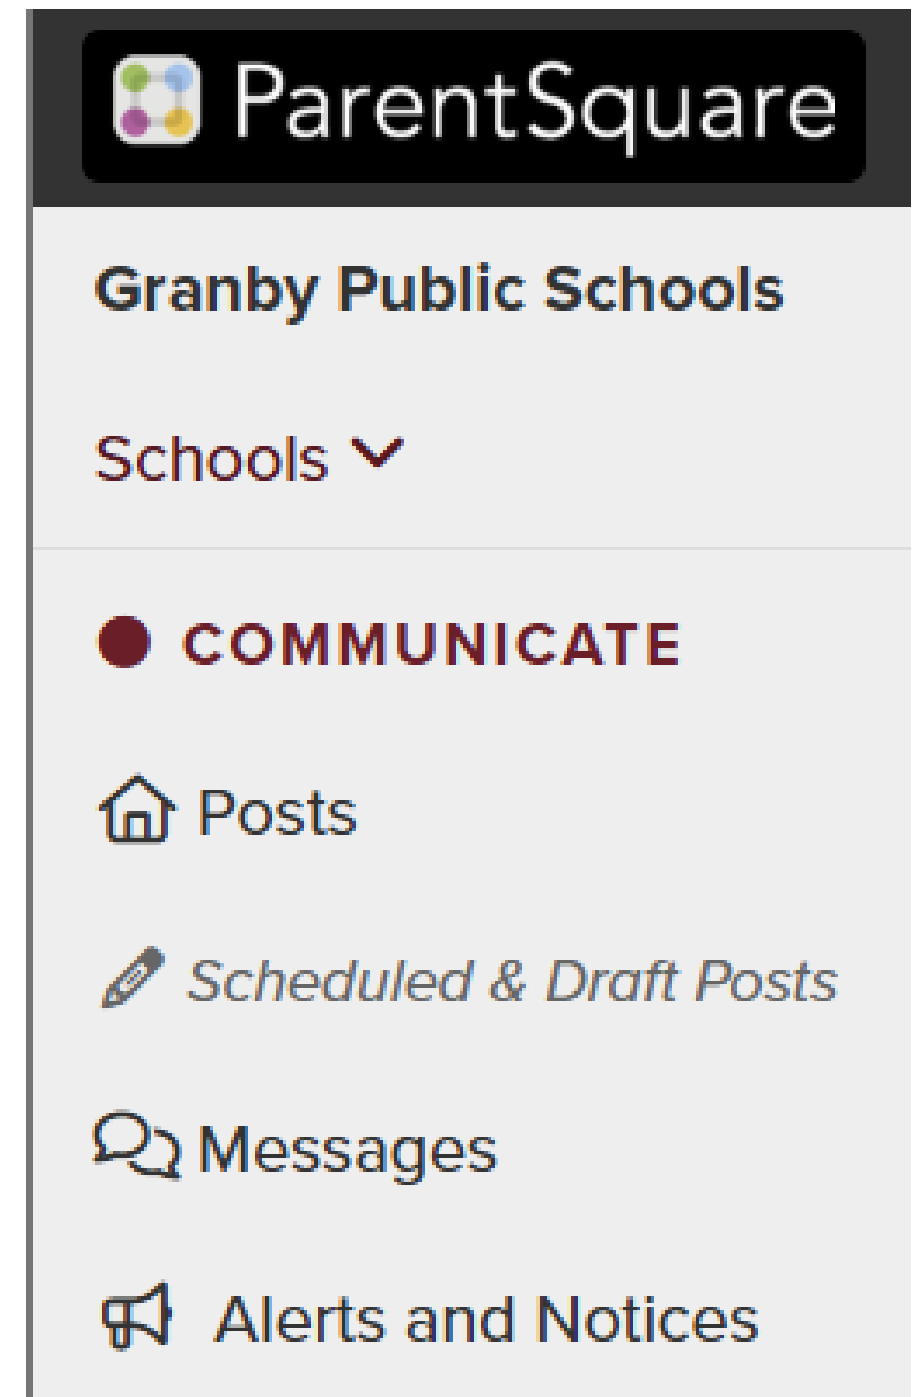 ParentSquare
Granby Public Schools
Schools
COMMUNICATE
Posts
Scheduled & Draft Posts
Messages
Alerts and Notices